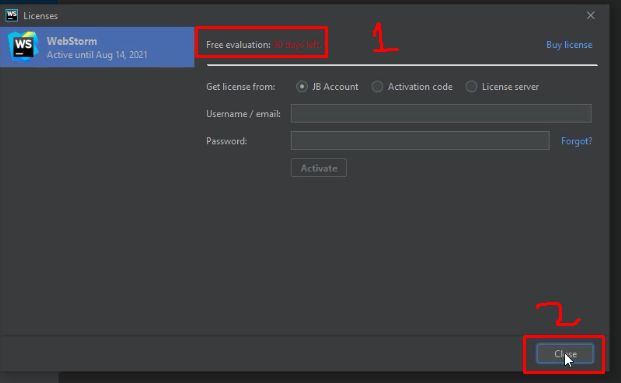 WS Licenses
WS WebStorm
Active until Aug 14, 2021
Free evaluation: 30 days left
1
Buy license
Get license from: JB Account Activation code License server
Username / email:
Password: Forgot?
Activate
2
Close